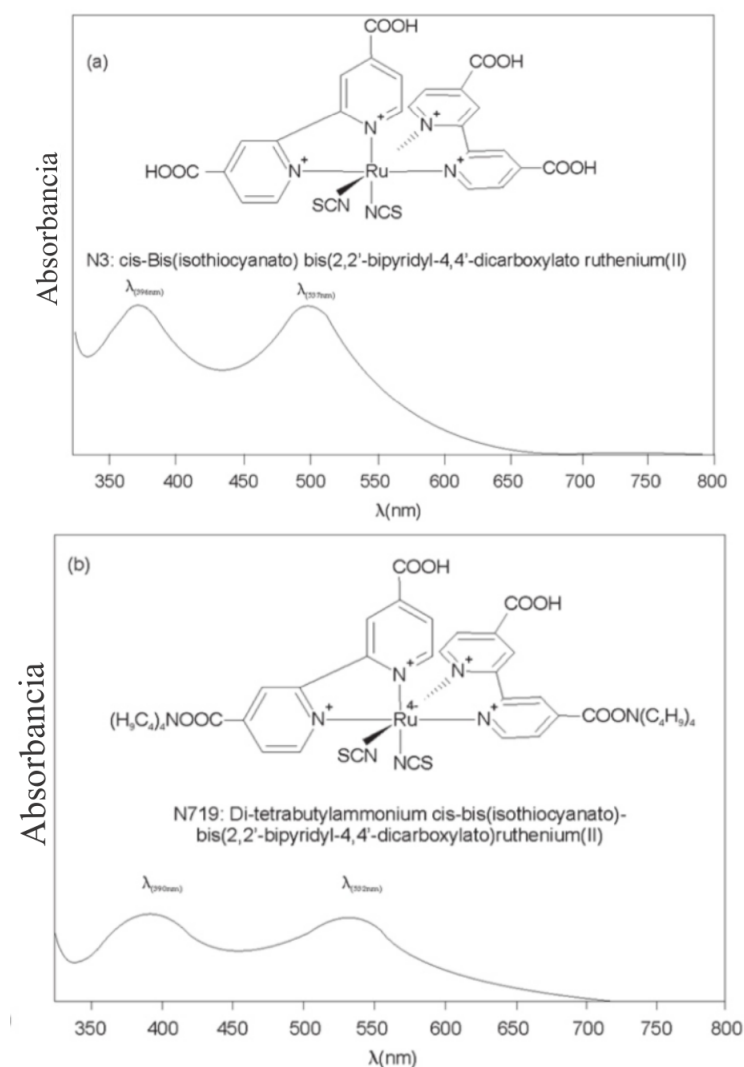 (a)
COOH
COOH
HOOC
COOH
N+
N+
N+
N+
Ru
SCN
NCS
Absorbancia
N3: cis-Bis(isothiocyanato) bis(2,2'-bipyridyl-4,4'-dicarboxylato ruthenium(II)
350 400 450 500 550 600 650 700 750 800
λ(nm)
(b)
COOH
COOH
(H₉C₄)₄NOOC
COON(C₄H₉)₄
N+
N+
N+
N+
Ru 4-
SCN
NCS
Absorbancia
N719: Di-tetrabutylammonium cis-bis(isothiocyanato)-
bis(2,2'-bipyridyl-4,4'-dicarboxylato)ruthenium(II)
350 400 450 500 550 600 650 700 750 800
λ(nm)